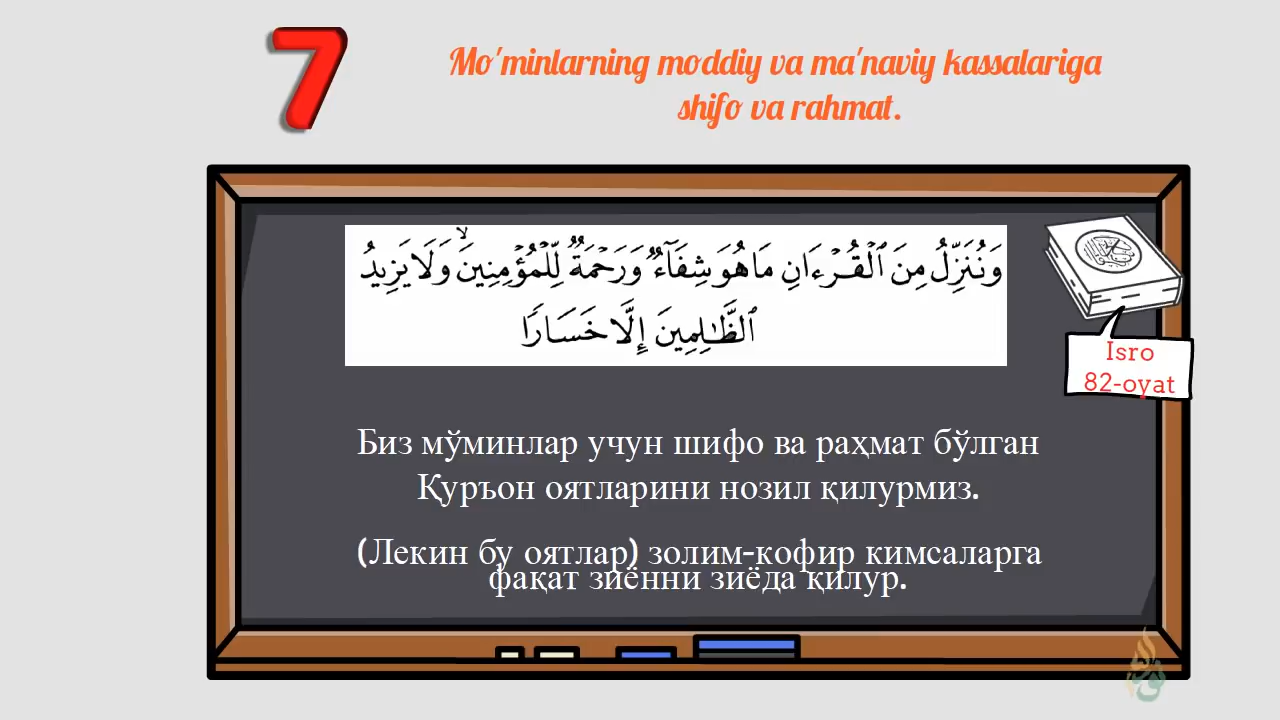 7
Mo'minlarning moddiy va ma'naviy kassalariga
shifo va rahmat.
وَنُنَزِّلُ مِنَ ٱلۡقُرۡءَانِ مَا هُوَ شِفَآءٞ وَرَحۡمَةٞ لِّلۡمُؤۡمِنِينَۙ وَلَا يَزِيدُ
ٱلظَّٰلِمِينَ إِلَّا خَسَارٗا
Isro
82-oyat
Биз мўминлар учун шифо ва раҳмат бўлган
Қуръон оятларини нозил қилурмиз.
(Лекин бу оятлар) золим-кофир кимсаларга
фақат зиённи зиёда қилур.